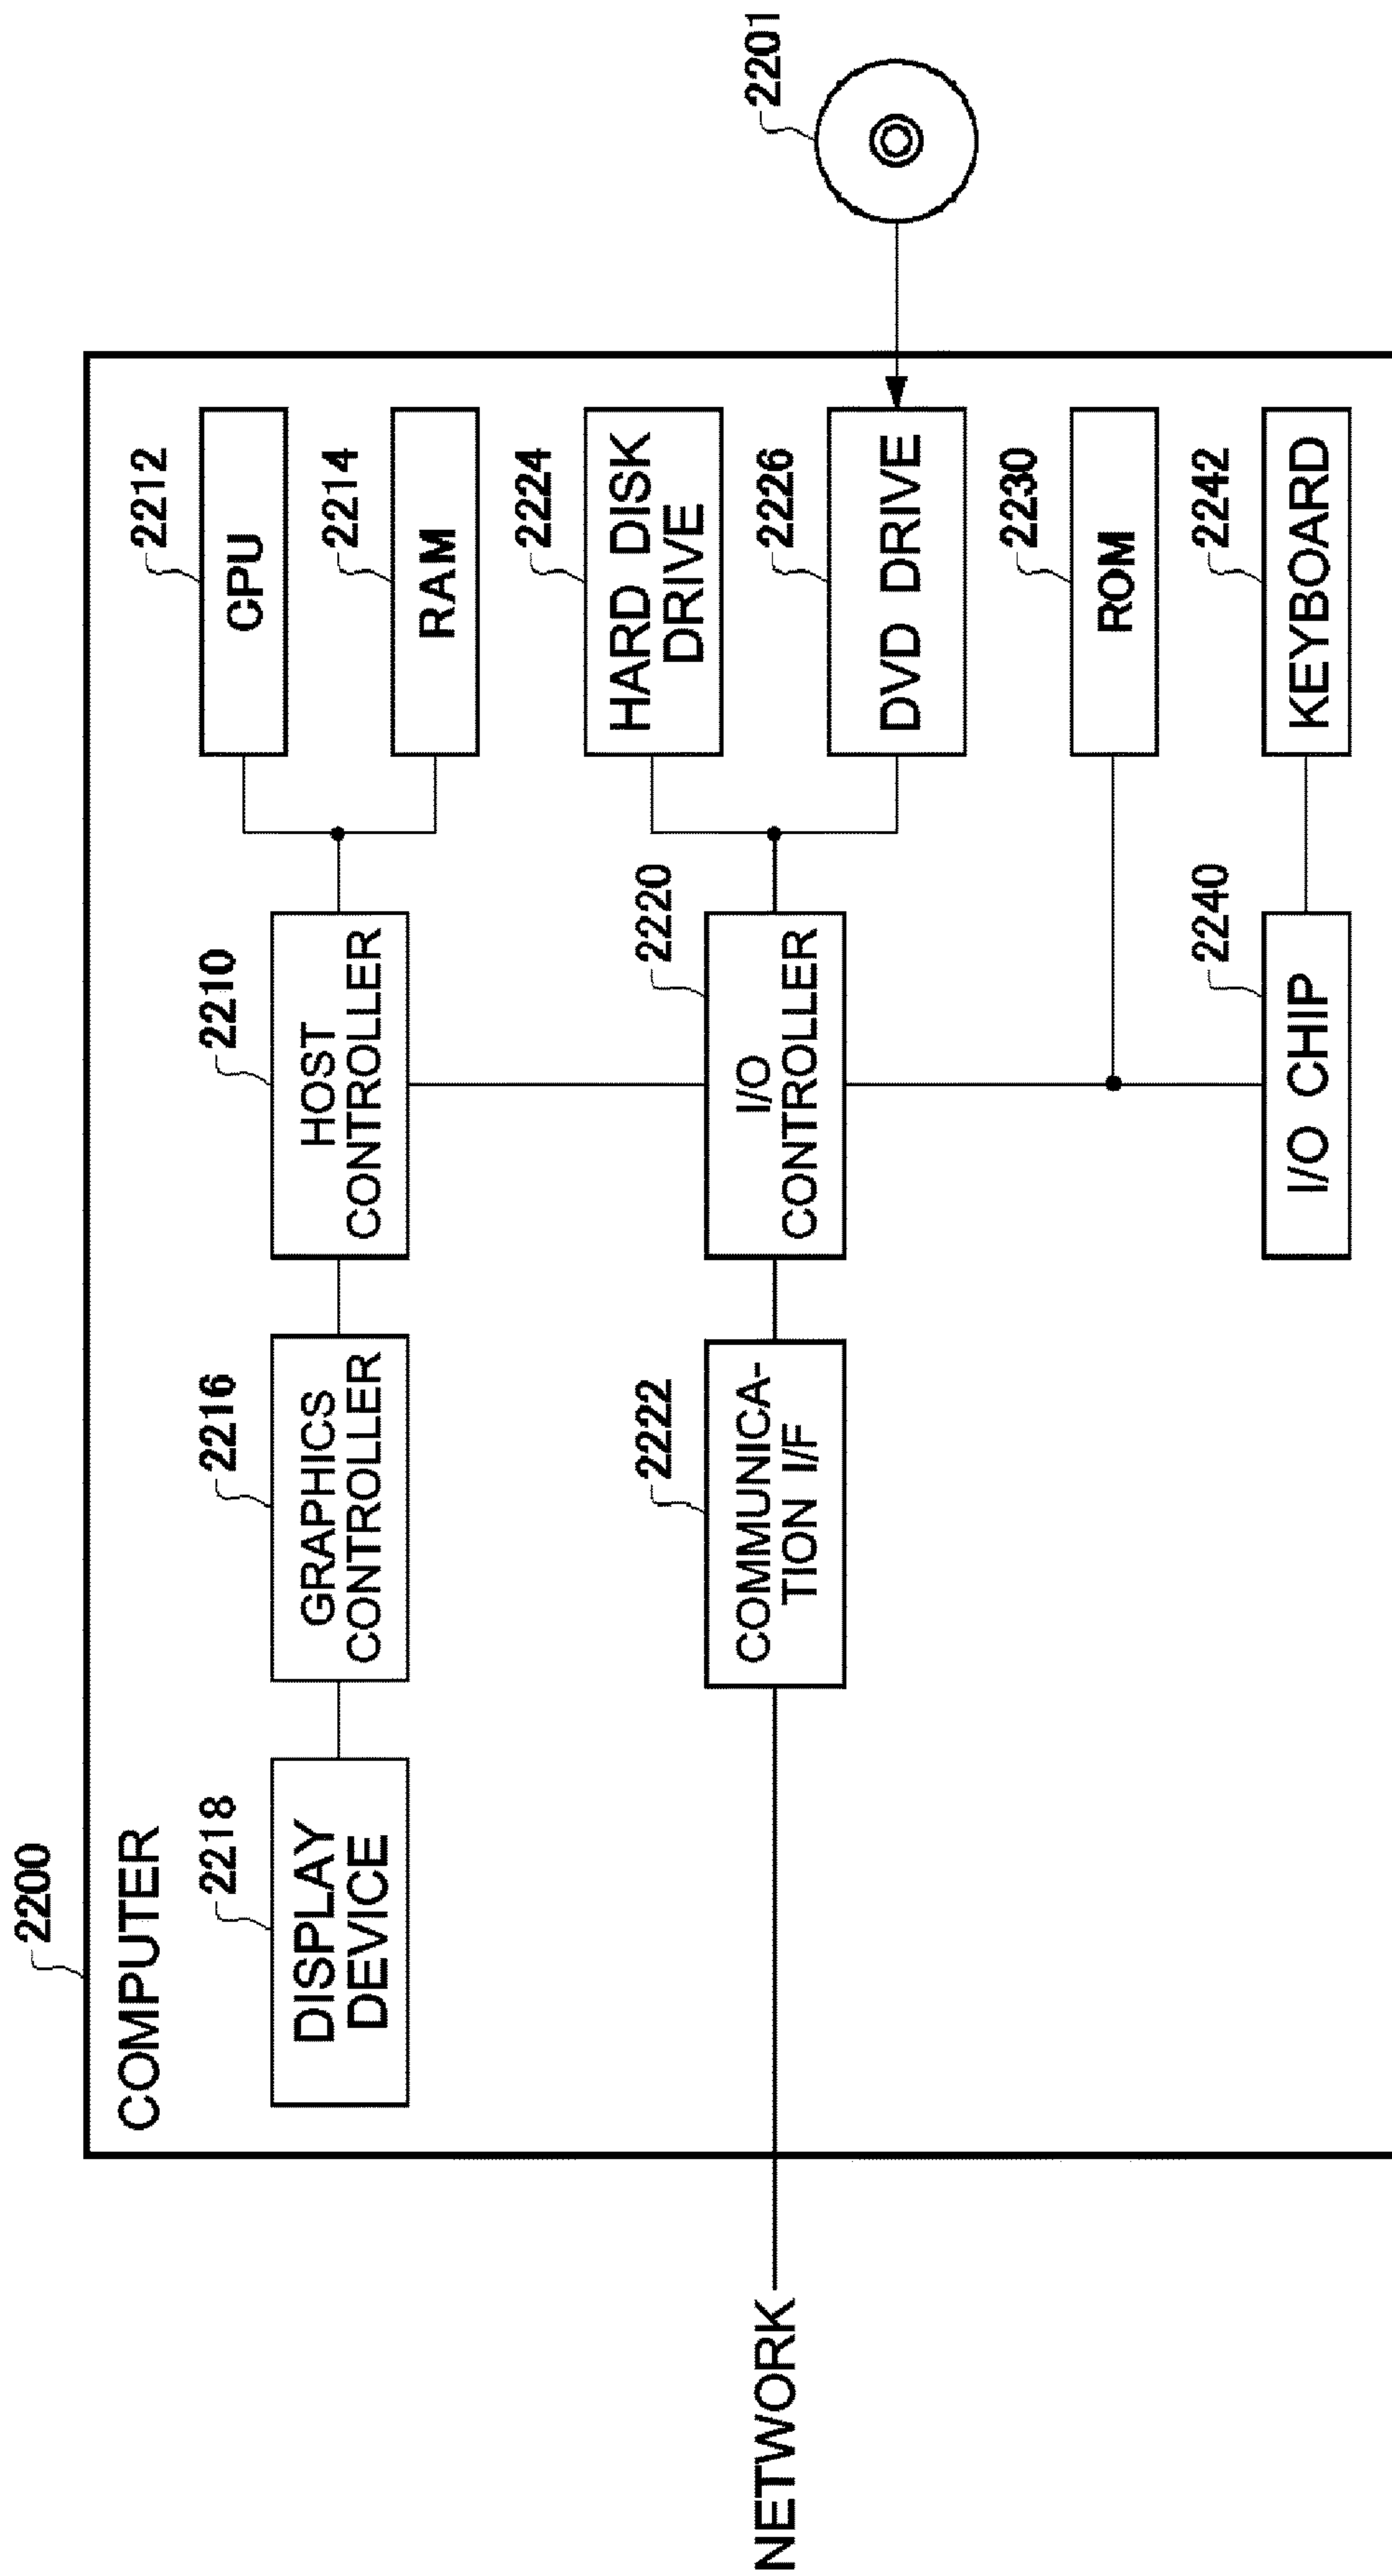 2200
COMPUTER
2212
CPU
2218
DISPLAY
DEVICE
2216
GRAPHICS
CONTROLLER
2210
HOST
CONTROLLER
2214
RAM
2224
HARD DISK
DRIVE
2201
NETWORK
2222
COMMUNICA-
TION I/F
2220
I/O
CONTROLLER
2226
DVD DRIVE
2230
ROM
2240
I/O CHIP
2242
KEYBOARD